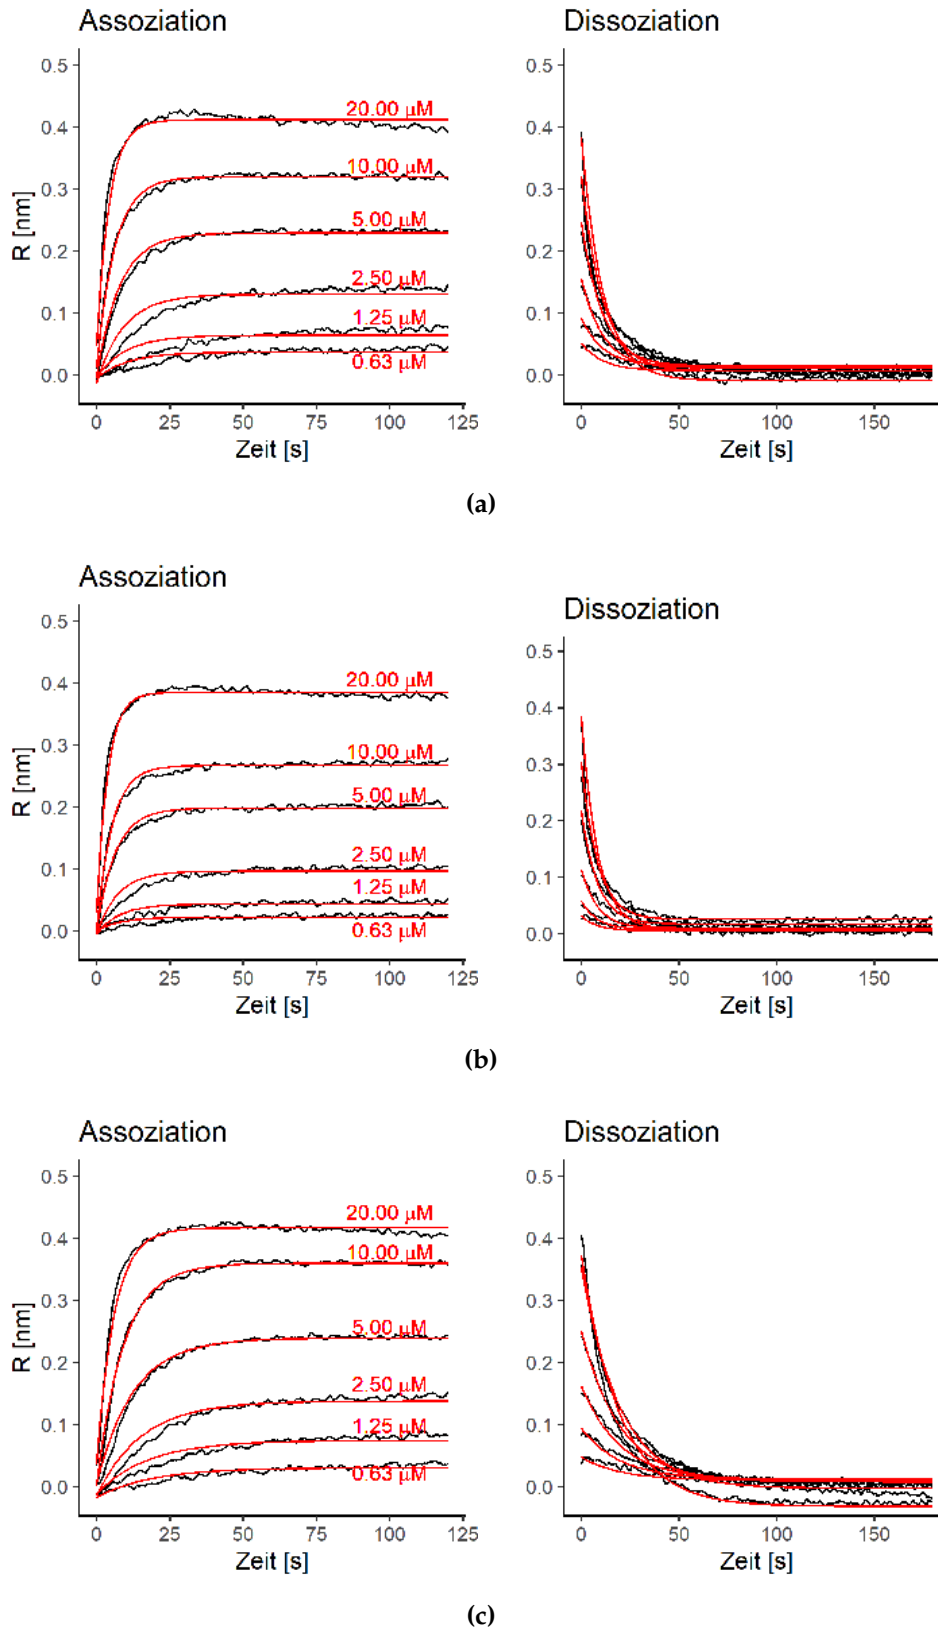 Assoziation
0.5
0.4
0.3
0.2
0.1
0.0
R [nm]
20.00 µM
10.00 µM
5.00 µM
2.50 µM
1.25 µM
0.63 µM
0 25 50 75 100 125
Zeit [s]
Dissoziation
0.5
0.4
0.3
0.2
0.1
0.0
0 50 100 150
Zeit [s]
(a)
Assoziation
0.5
0.4
0.3
0.2
0.1
0.0
R [nm]
20.00 µM
10.00 µM
5.00 µM
2.50 µM
1.25 µM
0.63 µM
0 25 50 75 100 125
Zeit [s]
Dissoziation
0.5
0.4
0.3
0.2
0.1
0.0
0 50 100 150
Zeit [s]
(b)
Assoziation
0.5
0.4
0.3
0.2
0.1
0.0
R [nm]
20.00 µM
10.00 µM
5.00 µM
2.50 µM
1.25 µM
0.63 µM
0 25 50 75 100 125
Zeit [s]
Dissoziation
0.5
0.4
0.3
0.2
0.1
0.0
0 50 100 150
Zeit [s]
(c)